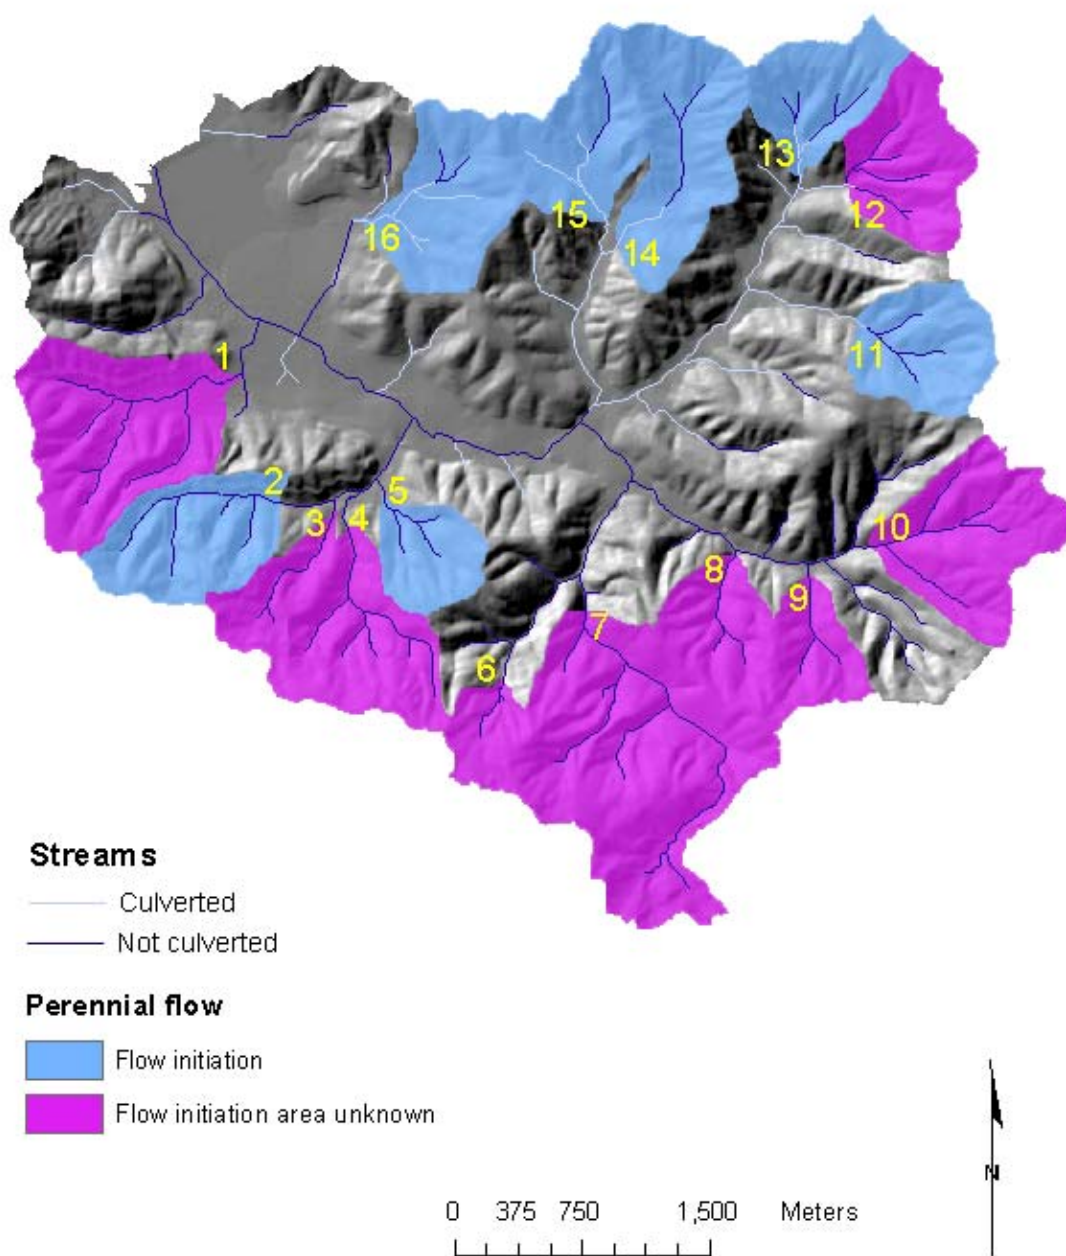 13
12
15
16
14
11
1
2
5
3
4
10
8
9
7
6
Streams
Culverted
Not culverted
Perennial flow
Flow initiation
Flow initiation area unknown
N
0 375 750 1,500 Meters